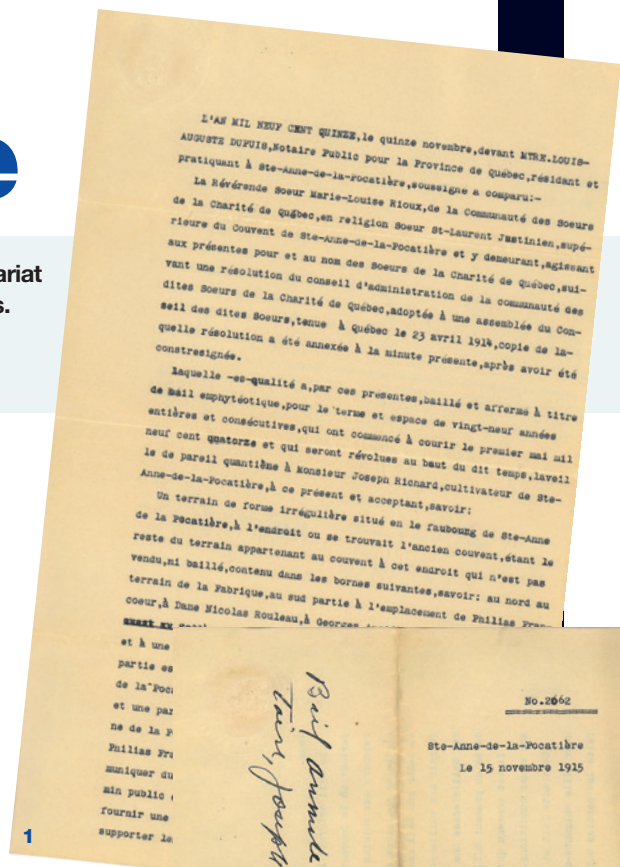 e
ariat
s.
L'AN MIL NEUF CENT QUINZE,le quinze novembre,devant MTRE.LOUIS-
AUGUSTE DUPUIS,Notaire Public pour la Province de Québec,résidant et
pratiquant à Ste-Anne-de-la-Pocatière,soussigné a comparu:-
La Révérende Soeur Marie-Louise Rioux,de la Communauté des Soeurs
de la Charité de Québec,en religion Soeur St-Laurent Justinien,supé-
rieure du Couvent de Ste-Anne-de-la-Pocatière et y demeurant,agissant
aux présentes pour et au nom des Soeurs de la Charité de Québec,sui-
vant une résolution du conseil d'administration de la communauté des
dites Soeurs de la Charité de Québec,adoptée à une assemblée du Con-
seil des dites Soeurs,tenue à Québec le 23 avril 1914,copie de la-
quelle résolution a été annexée à la minute présente,après avoir été
constresignée.
Laquelle -es-qualité a,par ces présentes,baillé et affermé à titre
de bail emphytéotique,pour le terme et espace de vingt-neuf années
entières et consécutives,qui ont commencé à courir le premier mai mil
neuf cent quatorze et qui seront révolues au baut du dit temps,laveil
le de pareil quantième à Monsieur Joseph Richard,cultivateur de Ste-
Anne-de-la-Pocatière,à ce présent et acceptant,savoir:
Un terrain de forme irrégulière situé en le faubourg de Ste-Anne
de la Pocatière,à l'endroit ou se trouvait l'ancien couvent,étant le
reste du terrain appartenant au couvent à cet endroit qui n'est pas
vendu,ni baillé,contenu dans les bornes suivantes,savoir: au nord au
terrain de la Fabrique,au sud partie à l'emplacement de Philias Fran
coeur,à Dame Nicolas Rouleau,à Georges
et à une
partie es
de la Poc
et une par
ne de la P
Philias Fra
muniquer du
min public
fournir une
supporter le
Bail
Joseph
No.2662
Ste-Anne-de-la-Pocatière
Le 15 novembre 1915
1